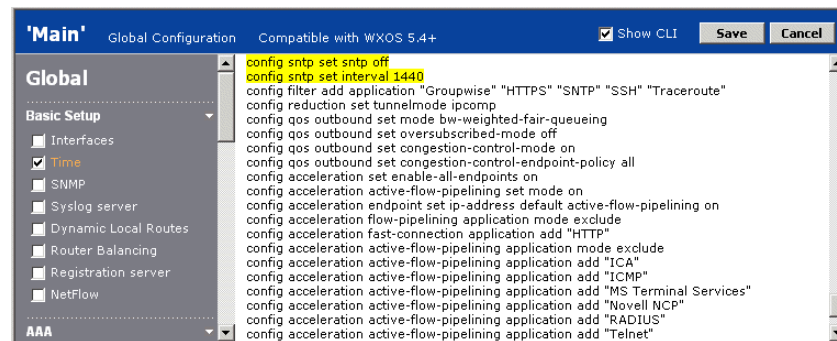 'Main' Global Configuration Compatible with WXOS 5.4+ Show CLI Save Cancel
Global
Basic Setup
Interfaces
Time
SNMP
Syslog server
Dynamic Local Routes
Router Balancing
Registration server
NetFlow
AAA
config sntp set sntp off
config sntp set interval 1440
config filter add application "Groupwise" "HTTPS" "SNTP" "SSH" "Traceroute"
config reduction set tunnelmode ipcomp
config qos outbound set mode bw-weighted-fair-queueing
config qos outbound set oversubscribed-mode off
config qos outbound set congestion-control-mode on
config qos outbound set congestion-control-endpoint-policy all
config acceleration set enable-all-endpoints on
config acceleration active-flow-pipelining set mode on
config acceleration endpoint set ip-address default active-flow-pipelining on
config acceleration flow-pipelining application mode exclude
config acceleration fast-connection application add "HTTP"
config acceleration active-flow-pipelining application mode exclude
config acceleration active-flow-pipelining application add "ICA"
config acceleration active-flow-pipelining application add "ICMP"
config acceleration active-flow-pipelining application add "MS Terminal Services"
config acceleration active-flow-pipelining application add "Novell NCP"
config acceleration active-flow-pipelining application add "RADIUS"
config acceleration active-flow-pipelining application add "Telnet"